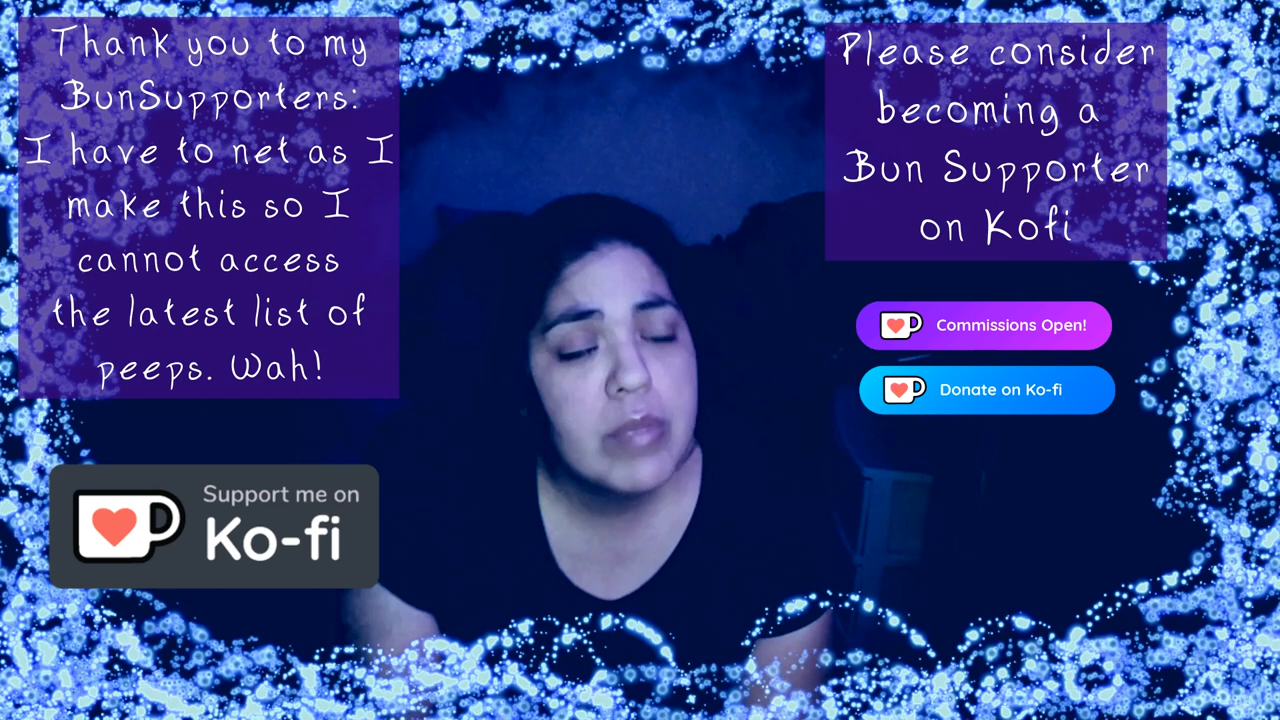 Thank you to my
BunSupporters:
I have to net as I
make this so I
cannot access
the latest list of
peeps. Wah!
Support me on
Ko-fi
Please consider
becoming a
Bun Supporter
on Kofi
Commissions Open!
Donate on Ko-fi